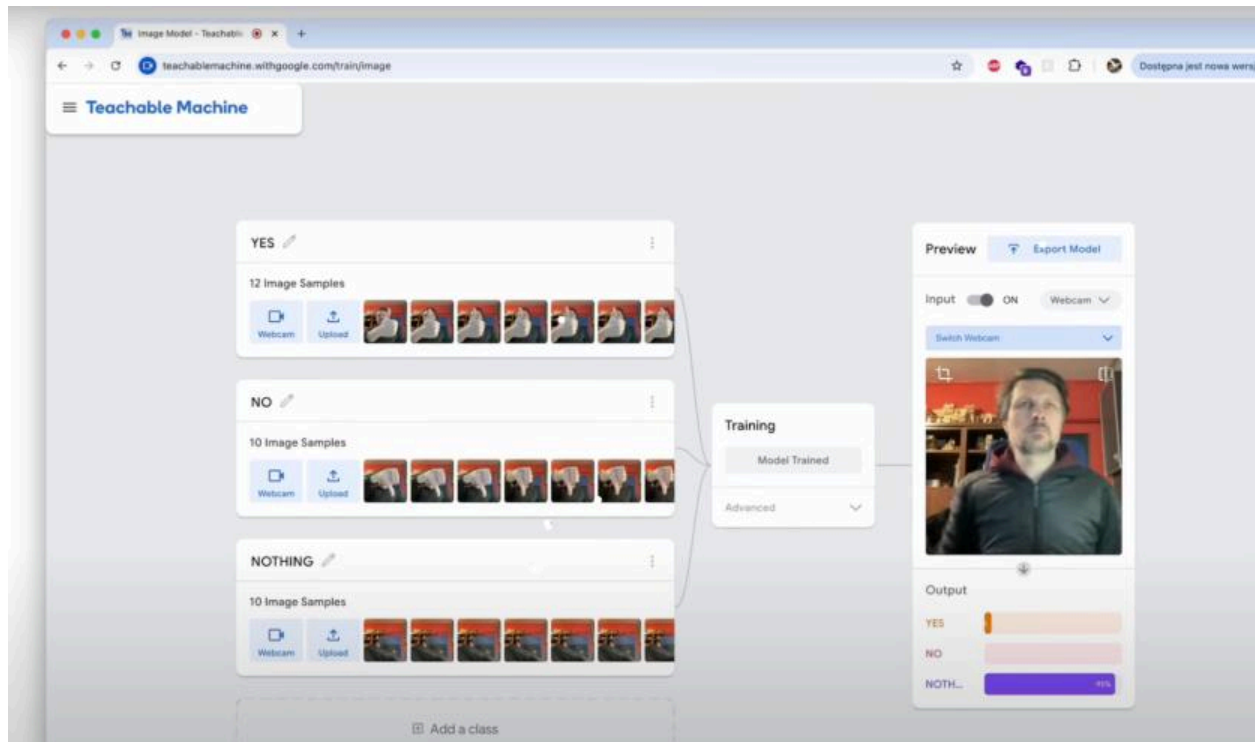 Image Model - Teachable
teachablemachine.withgoogle.com/train/image
Dostępna jest nowa wers
Teachable Machine
YES
12 Image Samples
Webcam
Upload
NO
10 Image Samples
Webcam
Upload
NOTHING
10 Image Samples
Webcam
Upload
Add a class
Training
Model Trained
Advanced
Preview
Export Model
Input
ON
Webcam
Switch Webcam
Output
YES
NO
NOTH...